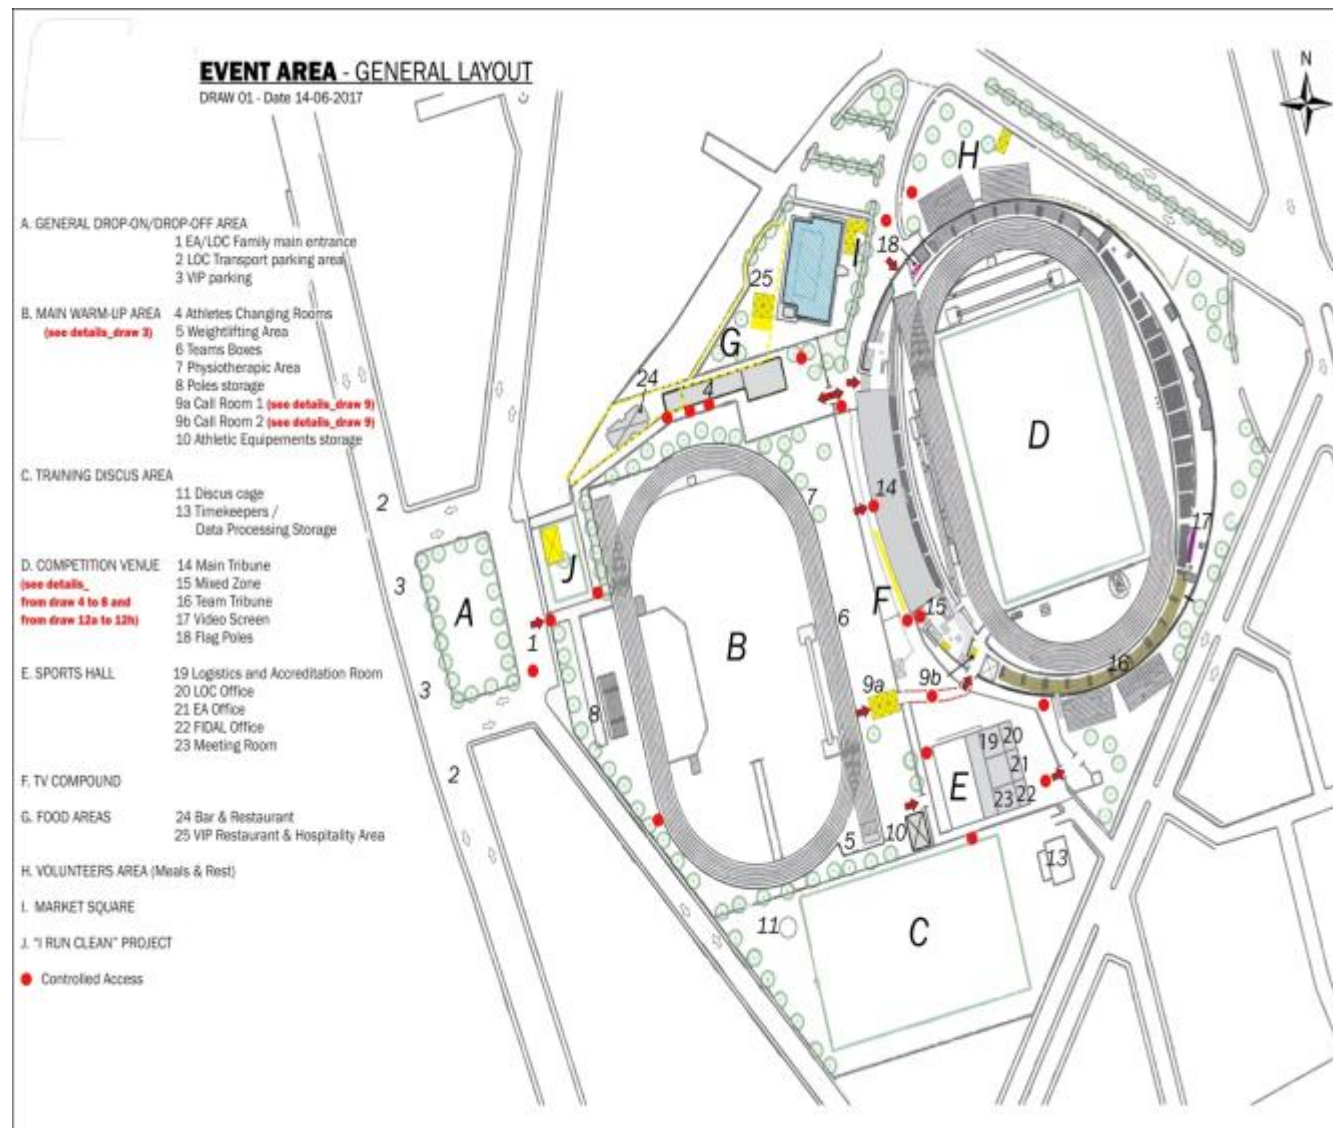 EVENT AREA - GENERAL LAYOUT
DRAW 01 - Date 14-06-2017
N
A. GENERAL DROP-ON/DROP-OFF AREA
1 EA/LOC Family main entrance
2 LOC Transport parking area
3 VIP parking
B. MAIN WARM-UP AREA 4 Athletes Changing Rooms
(see details_draw 3) 5 Weightlifting Area
6 Teams Boxes
7 Physiotherapic Area
8 Poles storage
9a Call Room 1 (see details_draw 9)
9b Call Room 2 (see details_draw 9)
10 Athletic Equipements storage
C. TRAINING DISCUS AREA
11 Discus cage
13 Timekeepers /
Data Processing Storage
D. COMPETITION VENUE 14 Main Tribune
(see details_ 15 Mixed Zone
from draw 4 to 8 and 16 Team Tribune
from draw 12a to 12h) 17 Video Screen
18 Flag Poles
E. SPORTS HALL 19 Logistics and Accreditation Room
20 LOC Office
21 EA Office
22 FIDAL Office
23 Meeting Room
F. TV COMPOUND
G. FOOD AREAS 24 Bar & Restaurant
25 VIP Restaurant & Hospitality Area
H. VOLUNTEERS AREA (Meals & Rest)
I. MARKET SQUARE
J. "I RUN CLEAN" PROJECT
Controlled Access
H
18
I
25
G
24
4
D
2
7
14
17
3
J
A
F
15
1
6
B
16
3
9a
9b
8
19
20
2
21
E
23
22
5
10
13
11
C